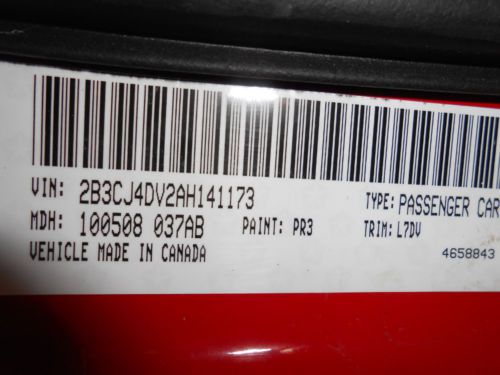 VIN: 2B3CJ4DV2AH141173 TYPE: PASSENGER CAR
MDH: 100508 037AB PAINT: PR3 TRIM: L7DV
VEHICLE MADE IN CANADA 4658843